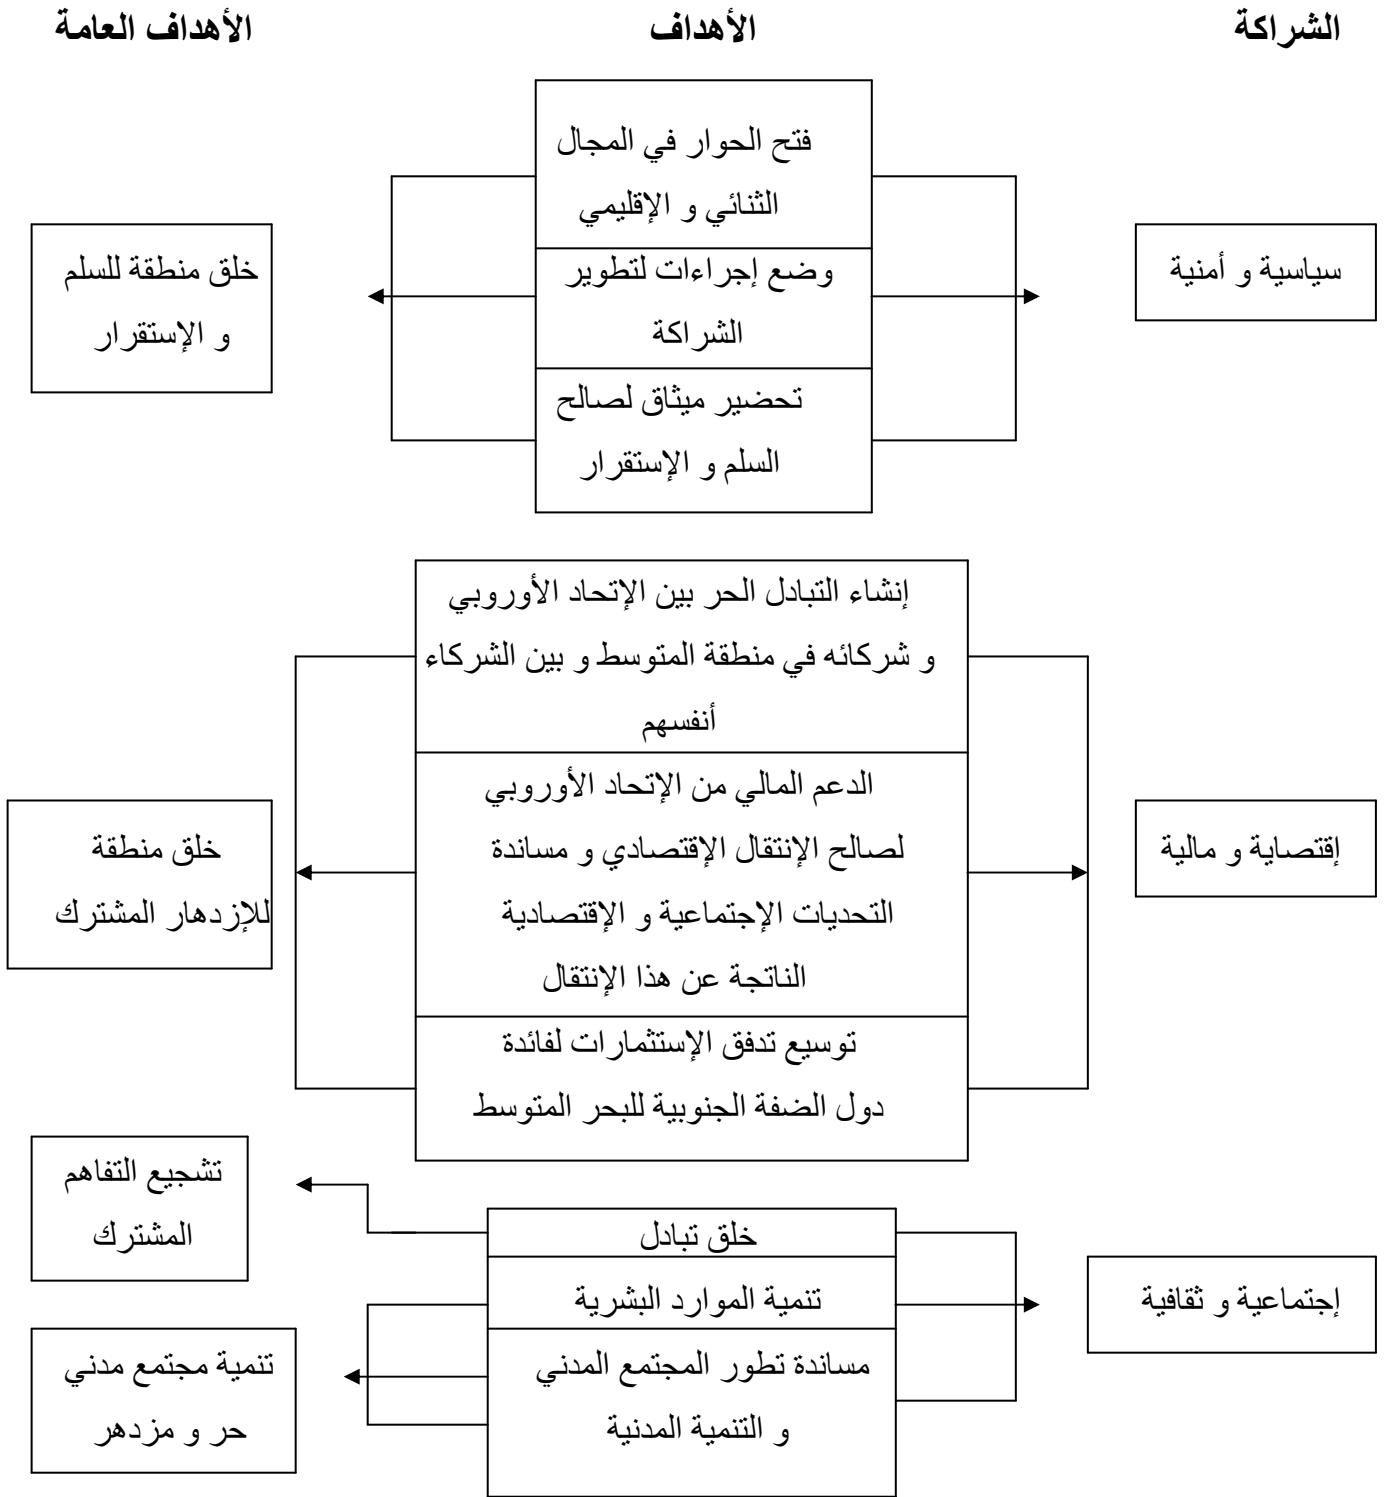 الشراكة
الأهداف
الأهداف العامة
سياسية و أمنية
فتح الحوار في المجال
الثنائي و الإقليمي
وضع إجراءات لتطوير
الشراكة
تحضير ميثاق لصالح
السلم و الإستقرار
خلق منطقة للسلم
و الإستقرار
إقتصاية و مالية
إنشاء التبادل الحر بين الإتحاد الأوروبي
و شركائه في منطقة المتوسط و بين الشركاء
أنفسهم
الدعم المالي من الإتحاد الأوروبي
لصالح الإنتقال الإقتصادي و مساندة
التحديات الإجتماعية و الإقتصادية
الناتجة عن هذا الإنتقال
توسيع تدفق الإستثمارات لفائدة
دول الضفة الجنوبية للبحر المتوسط
خلق منطقة
للإزدهار المشترك
إجتماعية و ثقافية
خلق تبادل
تنمية الموارد البشرية
مساندة تطور المجتمع المدني
و التنمية المدنية
تشجيع التفاهم
المشترك
تنمية مجتمع مدني
حر و مزدهر